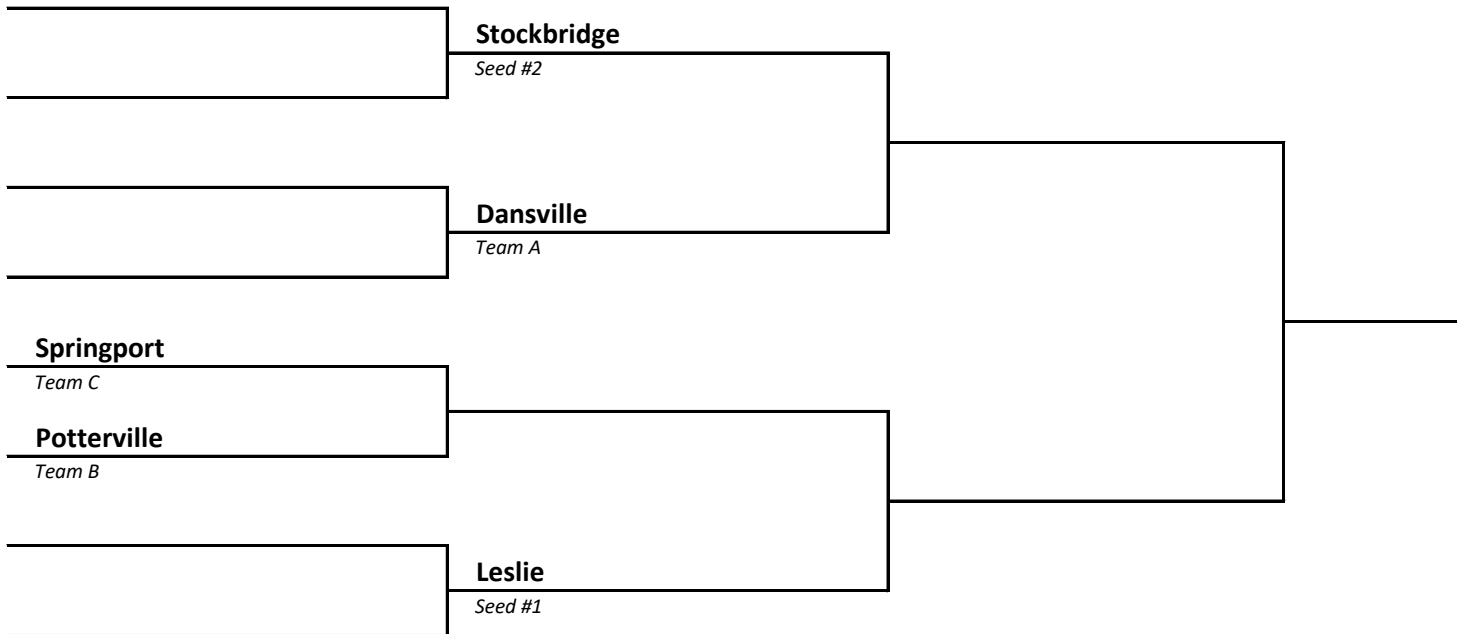 Stockbridge
Seed #2
Dansville
Team A
Springport
Team C
Potterville
Team B
Leslie
Seed #1